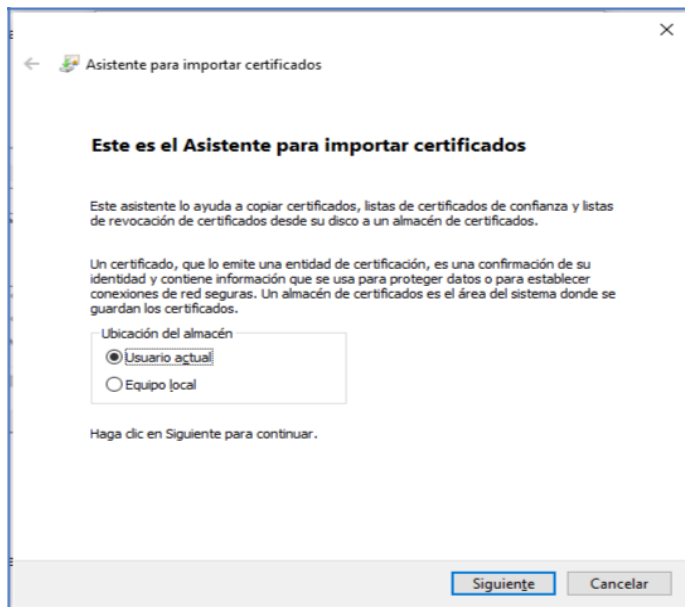 Asistente para importar certificados
Este es el Asistente para importar certificados
Este asistente lo ayuda a copiar certificados, listas de certificados de confianza y listas
de revocación de certificados desde su disco a un almacén de certificados.
Un certificado, que lo emite una entidad de certificación, es una confirmación de su
identidad y contiene información que se usa para proteger datos o para establecer
conexiones de red seguras. Un almacén de certificados es el área del sistema donde se
guardan los certificados.
Ubicación del almacén
Usuario actual
Equipo local
Haga clic en Siguiente para continuar.
Siguiente
Cancelar